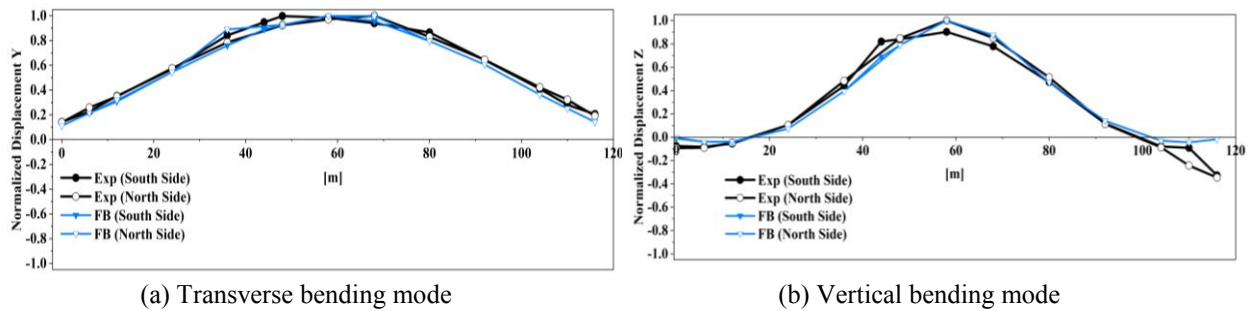 Normalized Displacement Y
1.0
0.8
0.6
0.4
0.2
0.0
-0.2
-0.4
-0.6
-0.8
-1.0
0 20 40 60 80 100 120
[m]
Exp (South Side)
Exp (North Side)
FB (South Side)
FB (North Side)
(a) Transverse bending mode
Normalized Displacement Z
1.0
0.8
0.6
0.4
0.2
0.0
-0.2
-0.4
-0.6
-0.8
-1.0
20 40 60 80 100 120
[m]
Exp (South Side)
Exp (North Side)
FB (South Side)
FB (North Side)
(b) Vertical bending mode